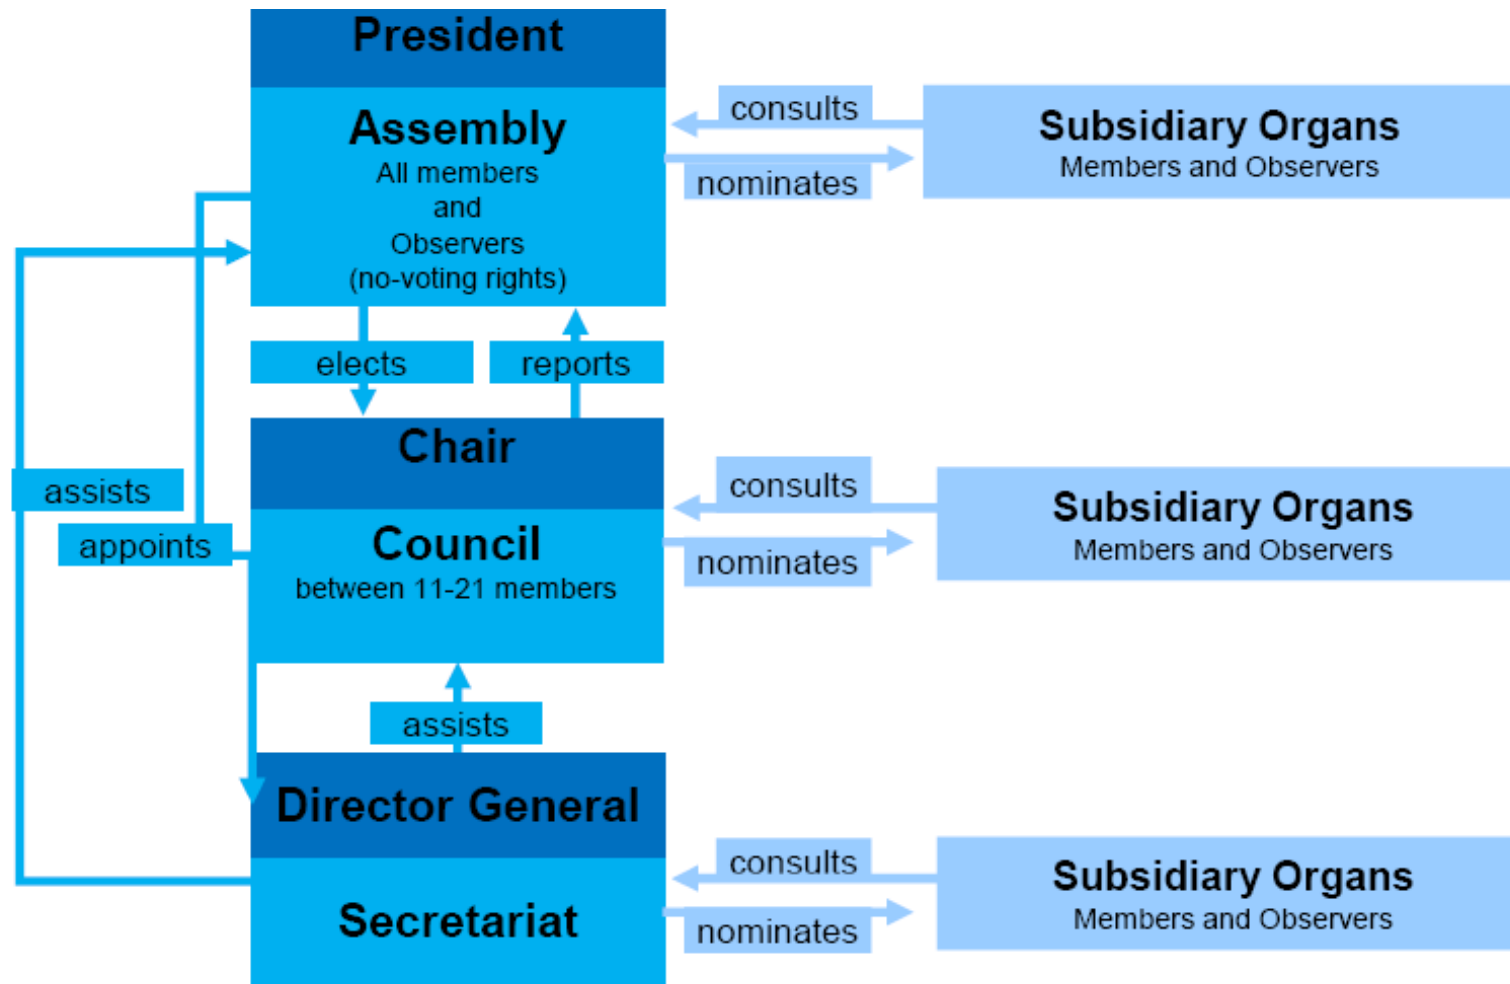 President
Assembly
All members
and
Observers
(no-voting rights)
consults
nominates
Subsidiary Organs
Members and Observers
elects
reports
assists
appoints
Chair
Council
between 11-21 members
consults
nominates
Subsidiary Organs
Members and Observers
assists
Director General
Secretariat
consults
nominates
Subsidiary Organs
Members and Observers